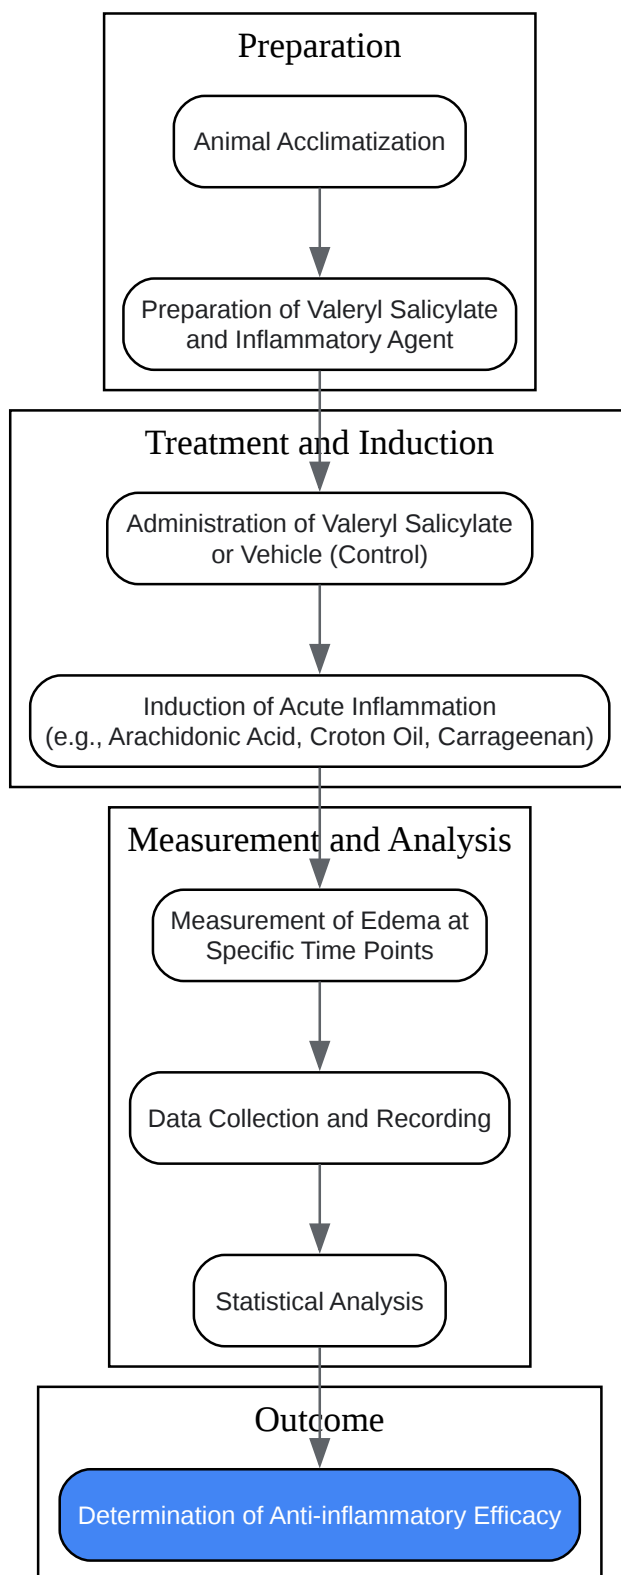 Preparation
Animal Acclimatization
Preparation of Valeryl Salicylate
and Inflammatory Agent
Treatment and Induction
Administration of Valeryl Salicylate
or Vehicle (Control)
Induction of Acute Inflammation
(e.g., Arachidonic Acid, Croton Oil, Carrageenan)
Measurement and Analysis
Measurement of Edema at
Specific Time Points
Data Collection and Recording
Statistical Analysis
Outcome
Determination of Anti-inflammatory Efficacy